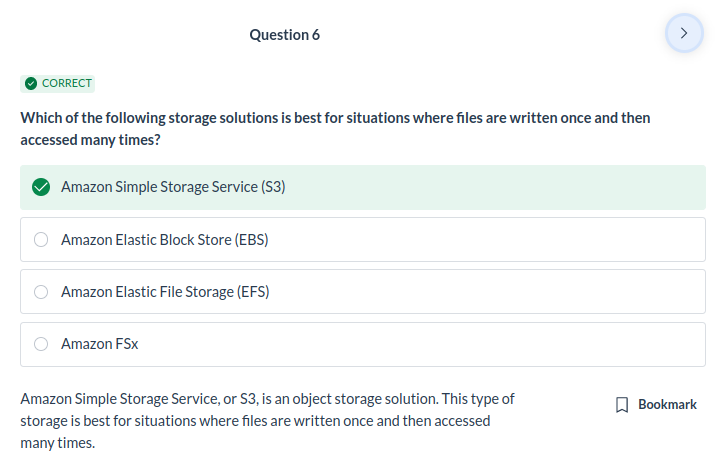 Question 6
CORRECT
Which of the following storage solutions is best for situations where files are written once and then
accessed many times?
Amazon Simple Storage Service (S3)
Amazon Elastic Block Store (EBS)
Amazon Elastic File Storage (EFS)
Amazon FSx
Amazon Simple Storage Service, or S3, is an object storage solution. This type of
storage is best for situations where files are written once and then accessed
many times.
Bookmark